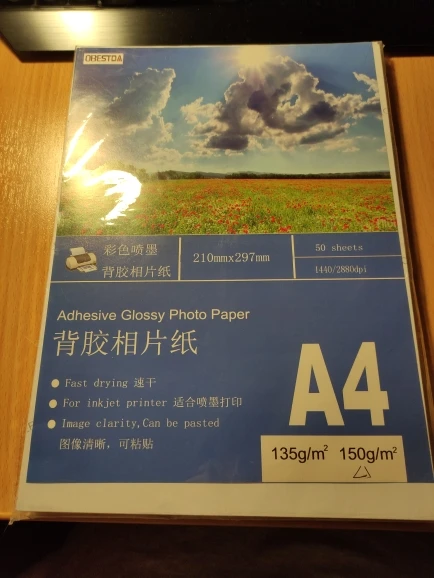 OBESTDA
彩色喷墨
背胶相片纸
210mmx297mm
50 sheets
1440/2880dpi
Adhesive Glossy Photo Paper
背胶相片纸
● Fast drying 速干
● For inkjet printer 适合喷墨打印
● Image clarity,Can be pasted
图像清晰，可粘贴
A4
135g/m² 150g/m²